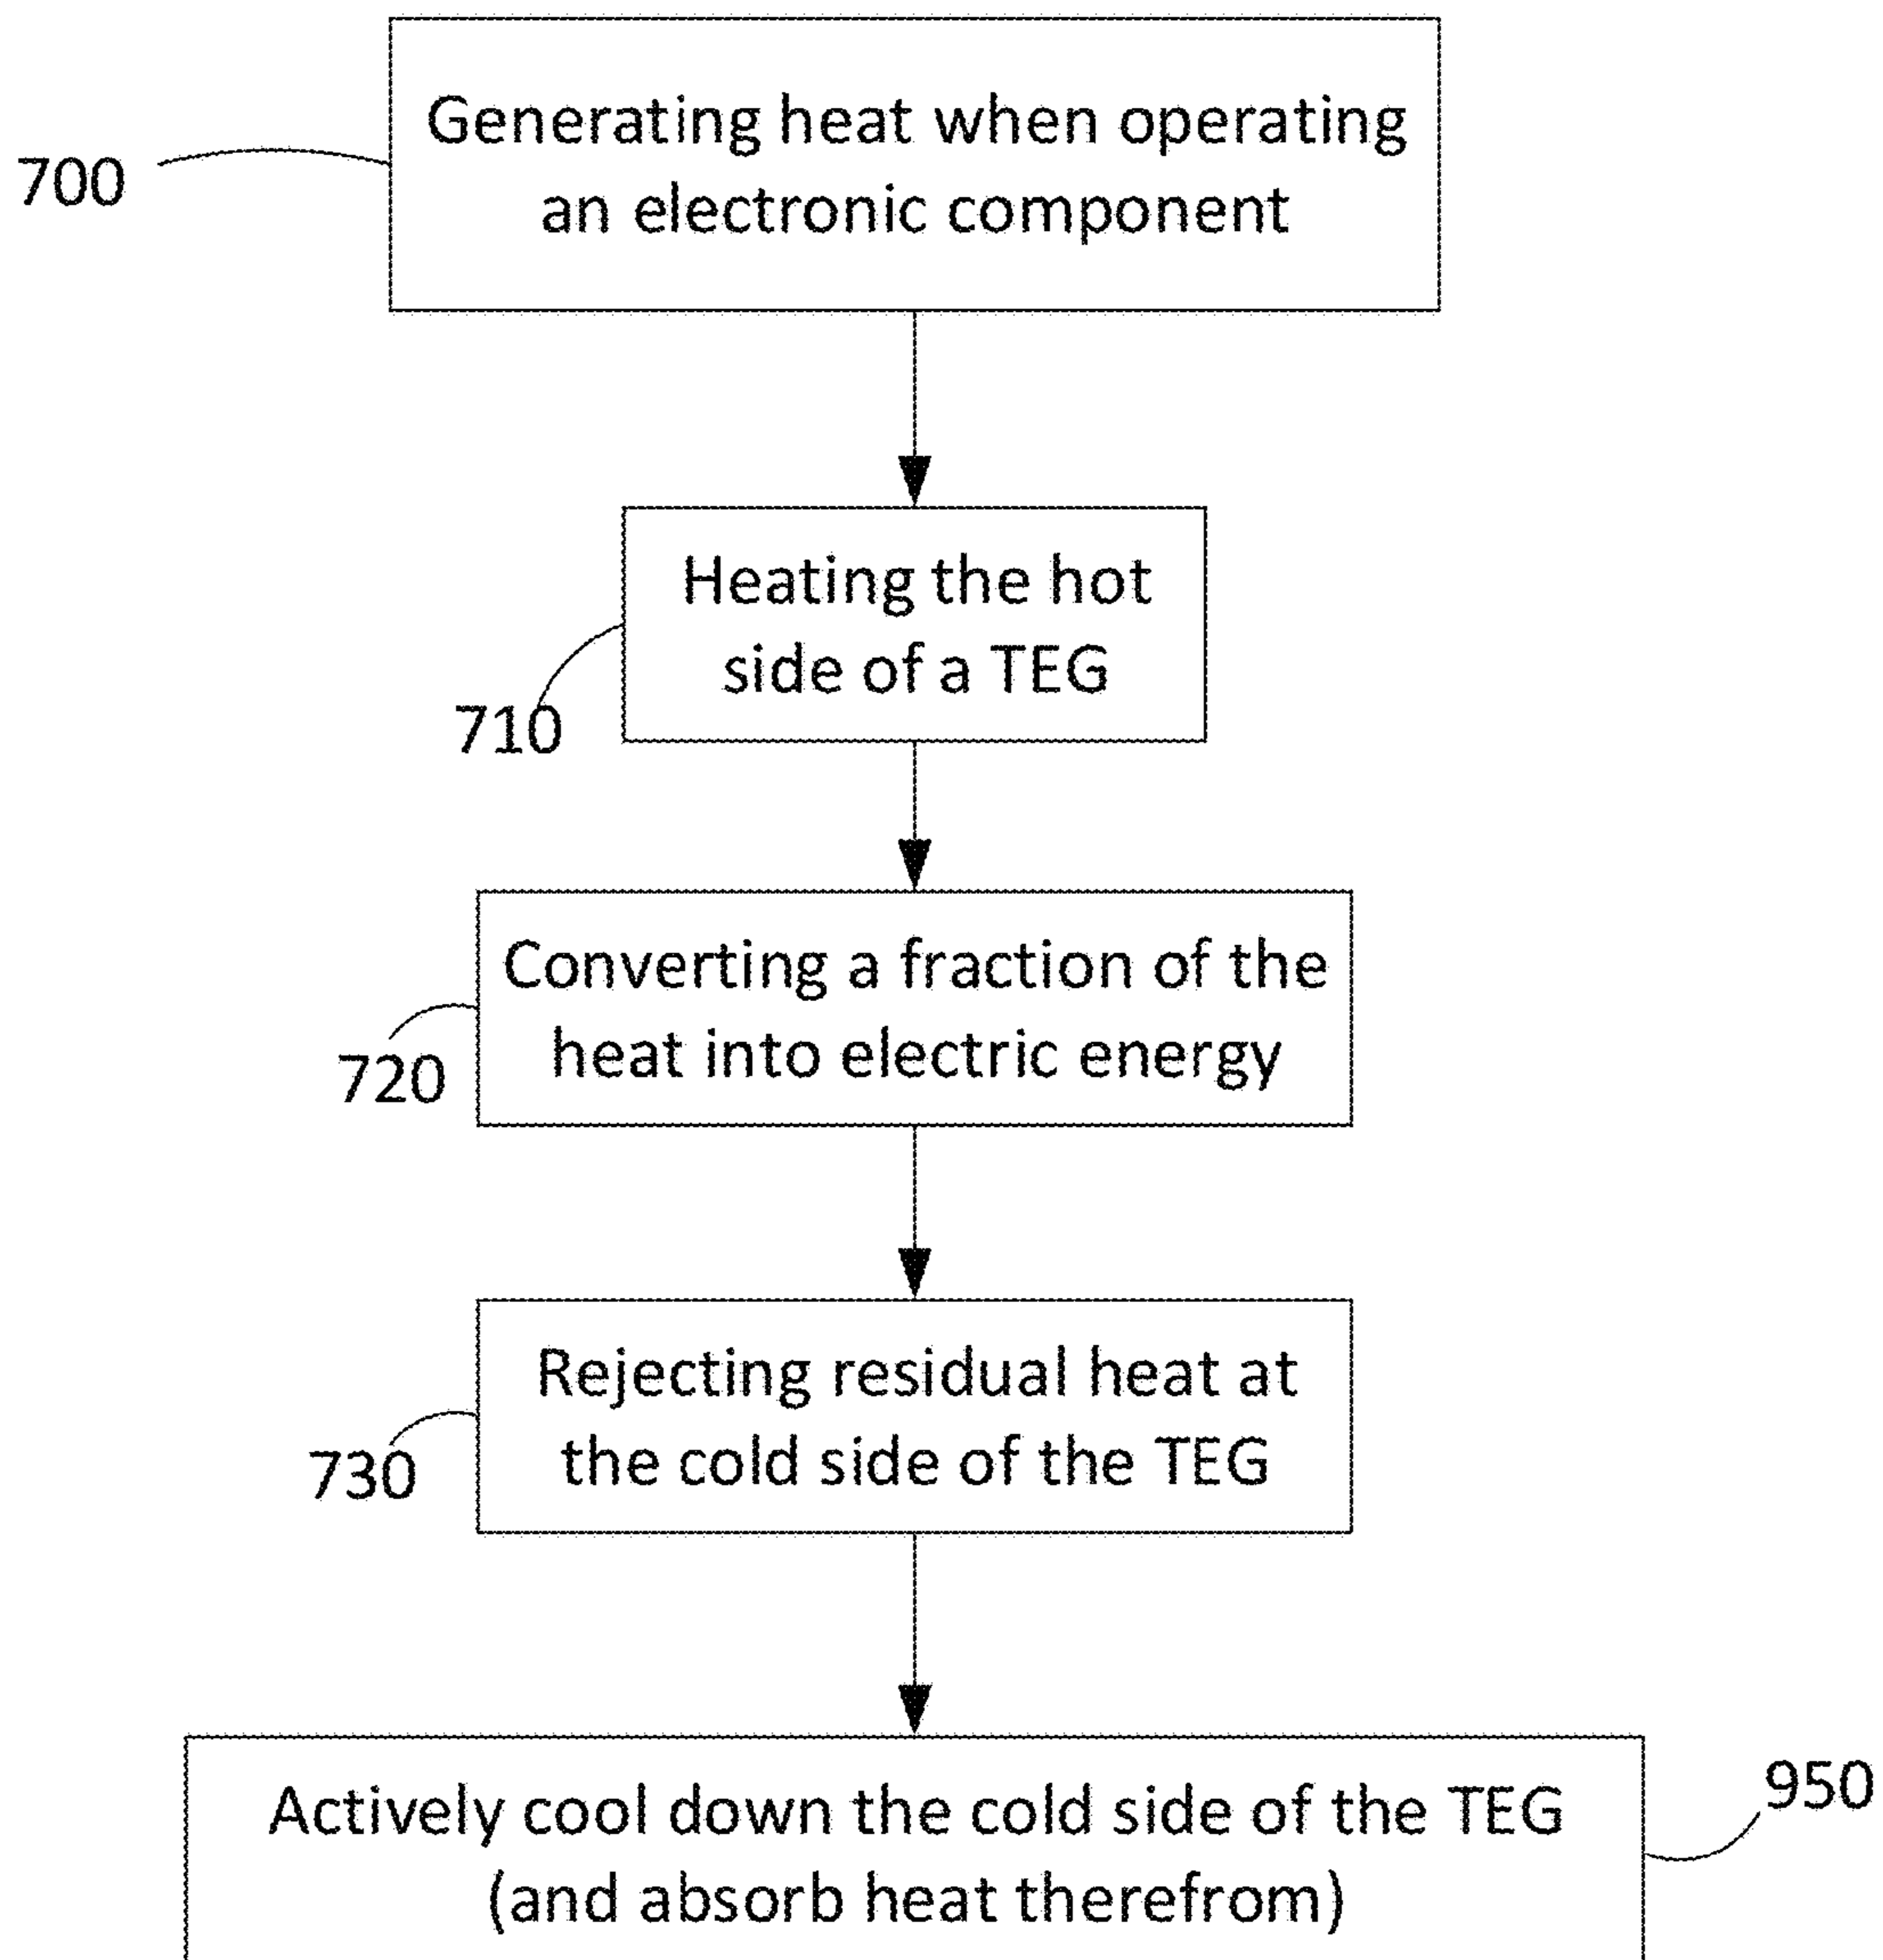 Generating heat when operating
an electronic component
700
Heating the hot
side of a TEG
710
Converting a fraction of the
heat into electric energy
720
Rejecting residual heat at
the cold side of the TEG
730
Actively cool down the cold side of the TEG
(and absorb heat therefrom)
950